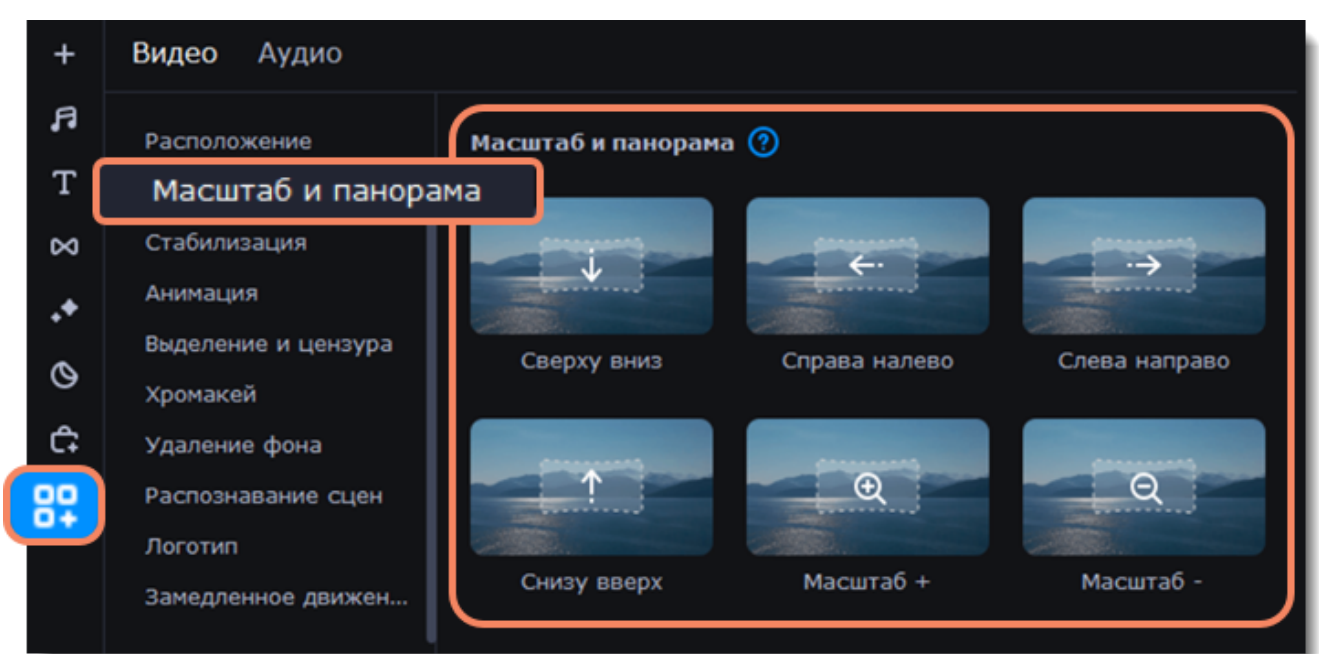 Видео Аудио
Расположение
Масштаб и панорама
Стабилизация
Анимация
Выделение и цензура
Хромакей
Удаление фона
Распознавание сцен
Логотип
Замедленное движен...
Масштаб и панорама ?
Сверху вниз Справа налево Слева направо
Снизу вверх Масштаб + Масштаб -